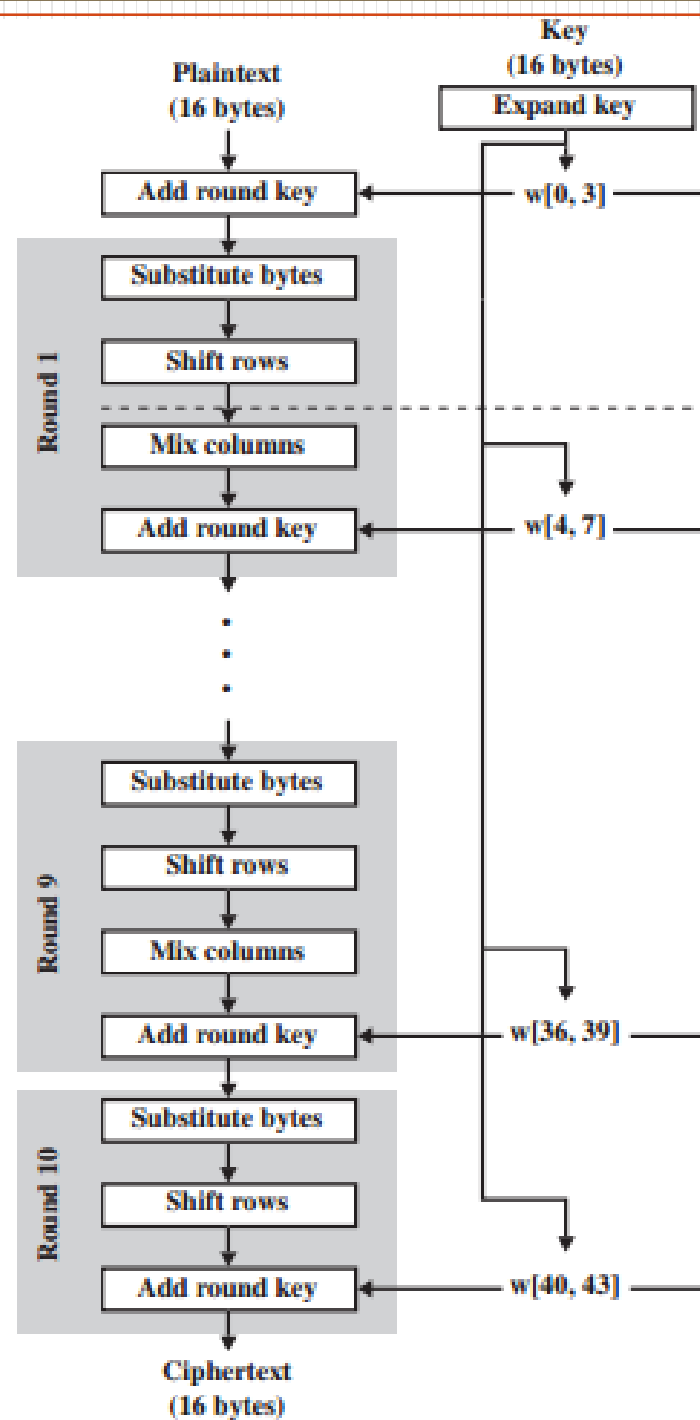 Key
(16 bytes)
Plaintext
(16 bytes)
Expand key
Add round key
w[0, 3]
Substitute bytes
Shift rows
Round 1
Mix columns
Add round key
w[4, 7]
Substitute bytes
Shift rows
Round 9
Mix columns
Add round key
w[36, 39]
Substitute bytes
Shift rows
Round 10
Add round key
w[40, 43]
Ciphertext
(16 bytes)